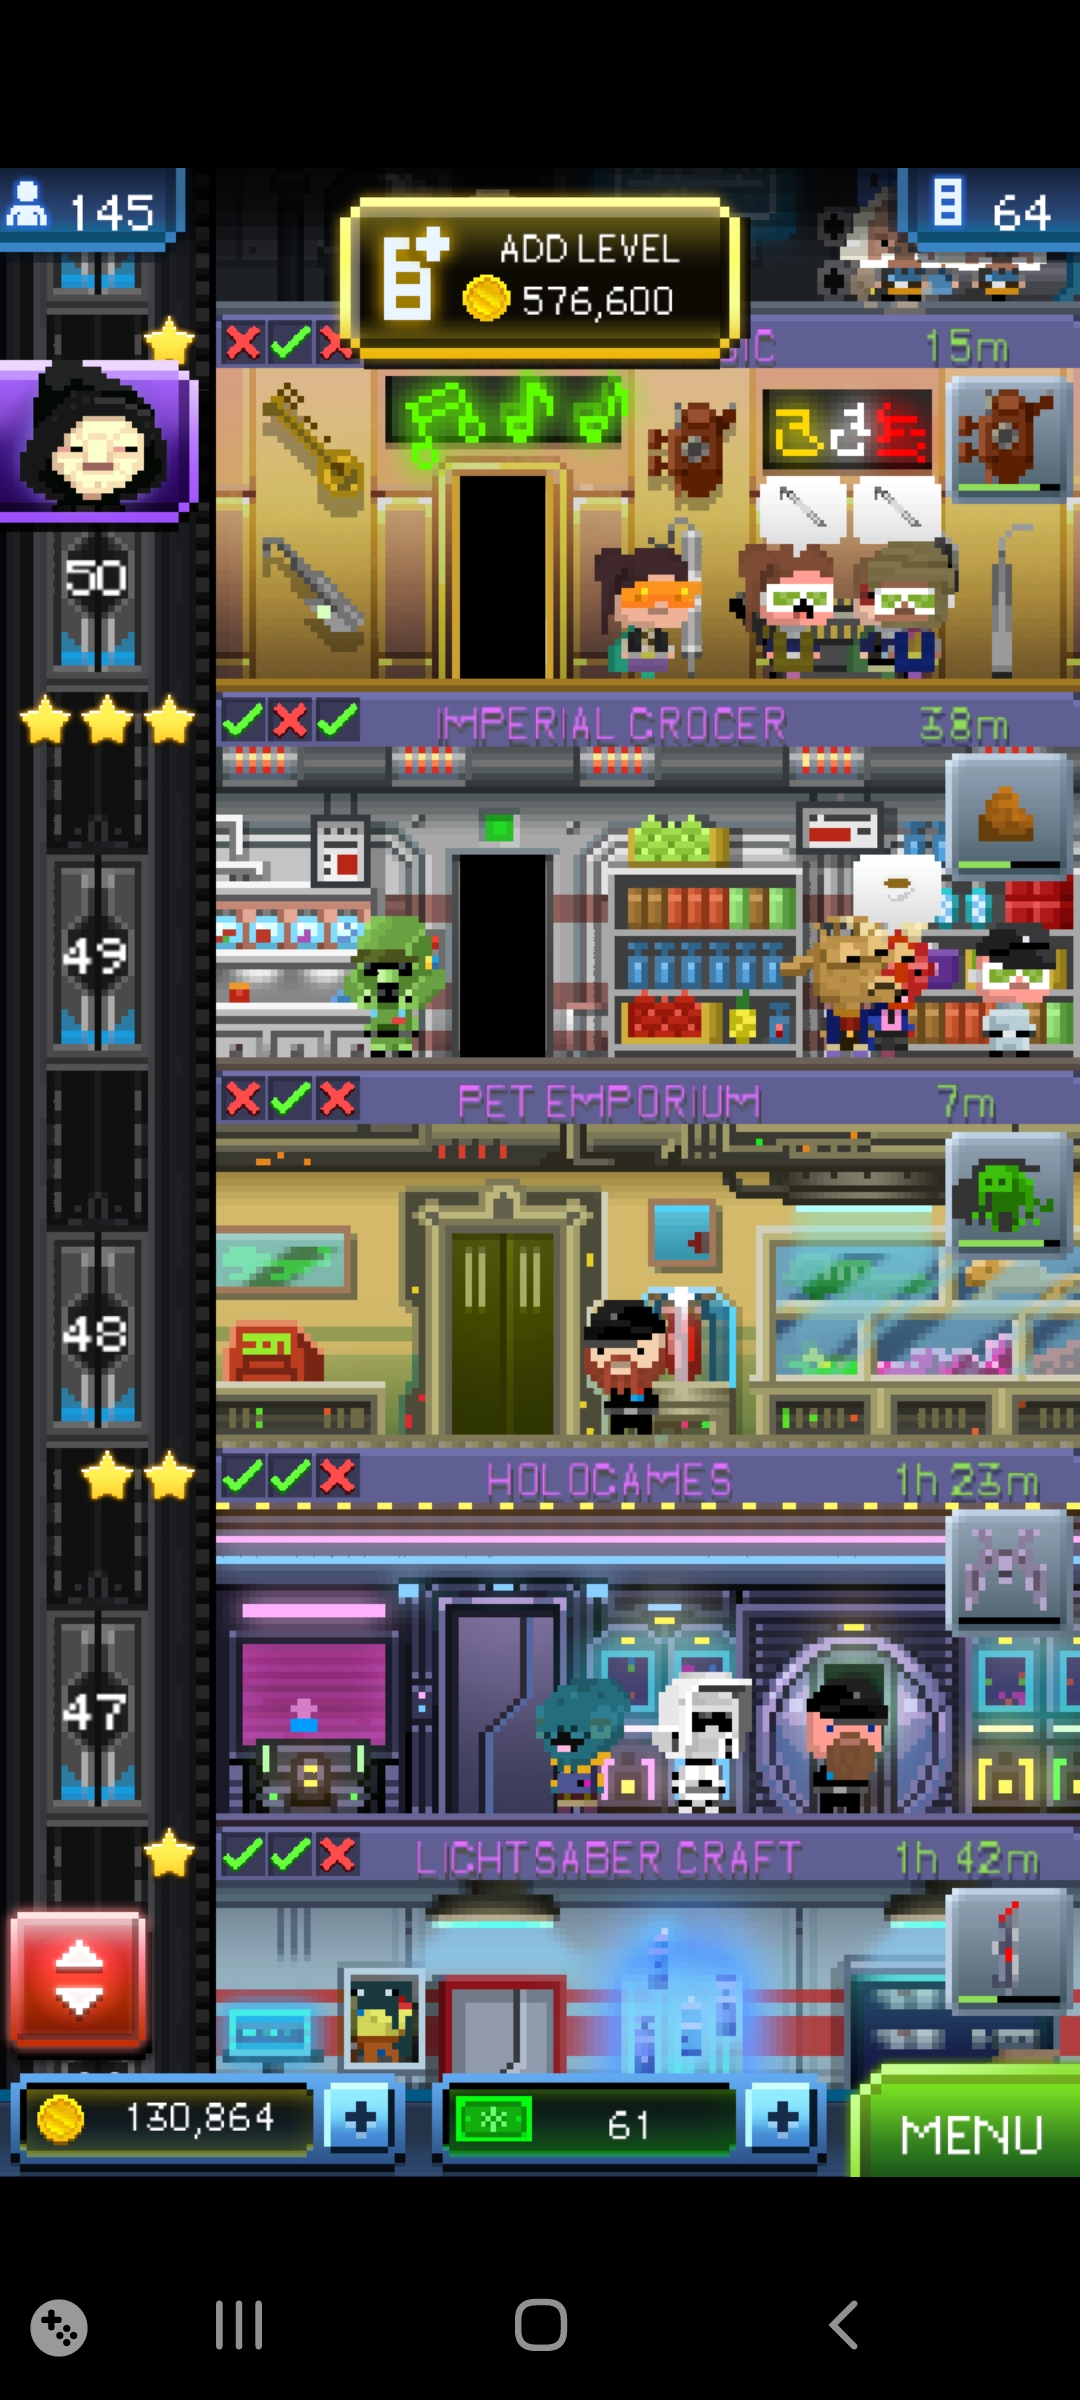 145
ADD LEVEL
576,600
64
15m
50
IMPERIAL GROCER
38m
49
PET EMPORIUM
7m
48
HOLOGAMES
1h 23m
47
LIGHTSABER CRAFT
1h 42m
130,864
61
MENU